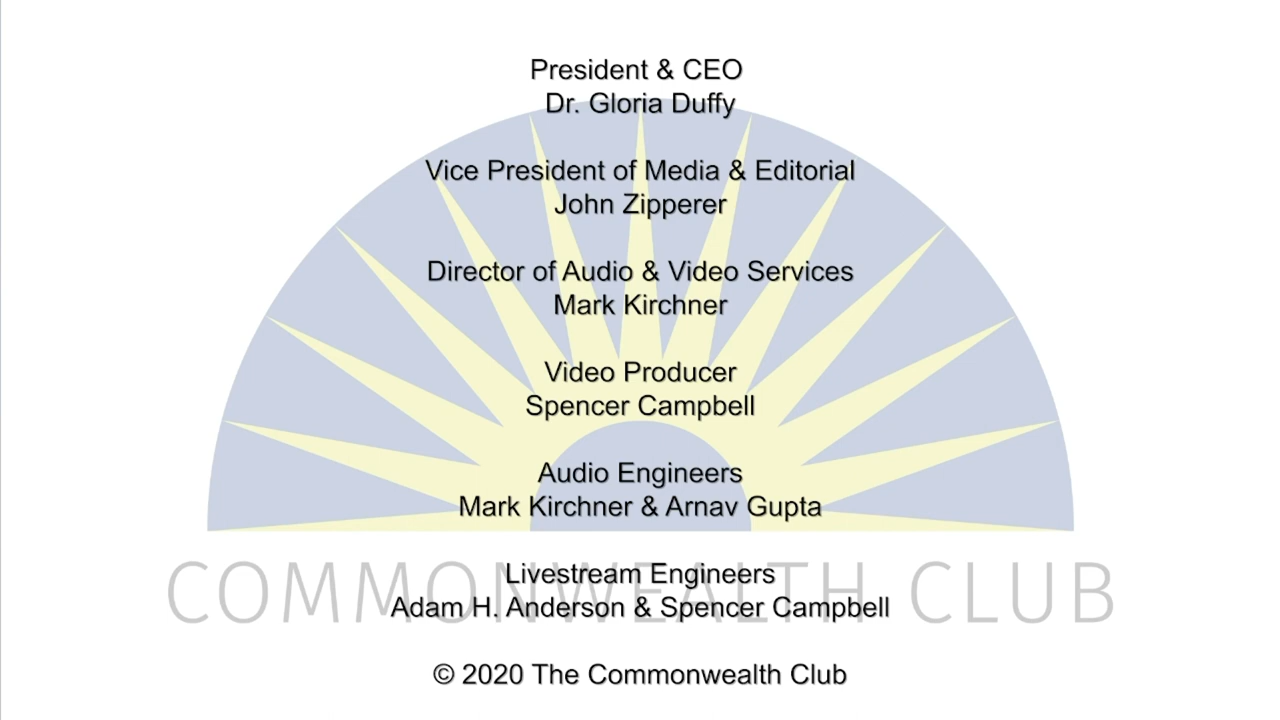 President & CEO
Dr. Gloria Duffy
Vice President of Media & Editorial
John Zipperer
Director of Audio & Video Services
Mark Kirchner
Video Producer
Spencer Campbell
Audio Engineers
Mark Kirchner & Arnav Gupta
Livestream Engineers
COMMONWEALTH CLUB
Adam H. Anderson & Spencer Campbell
© 2020 The Commonwealth Club